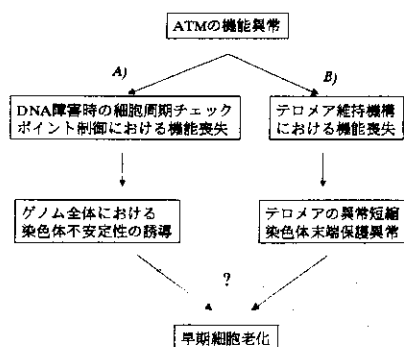 ATMの機能異常
A)
B)
DNA障害時の細胞周期チェック
ポイント制御における機能喪失
テロメア維持機構
における機能喪失
ゲノム全体における
染色体不安定性の誘導
テロメアの異常短縮
染色体末端保護異常
?
早期細胞老化